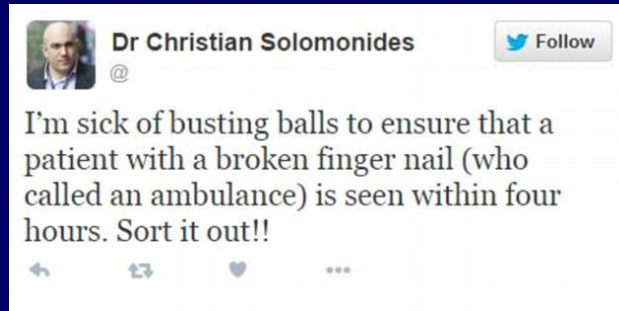 Dr Christian Solomonides
Follow
@
I'm sick of busting balls to ensure that a
patient with a broken finger nail (who
called an ambulance) is seen within four
hours. Sort it out!!